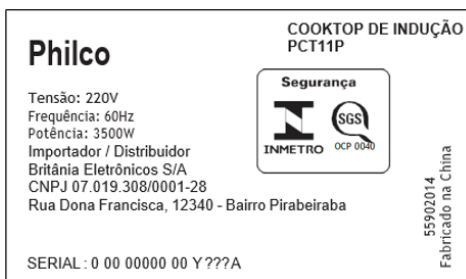 COOKTOP DE INDUÇÃO
PCT11P
Philco
Tensão: 220V
Frequência: 60Hz
Potência: 3500W
Importador / Distribuidor
Britânia Eletrônicos S/A
CNPJ 07.019.308/0001-28
Rua Dona Francisca, 12340 - Bairro Pirabeiraba
Segurança
INMETRO
SGS
OCP 0040
55902014
Fabricado na China
SERIAL: 0 00 00000 00 Y???A